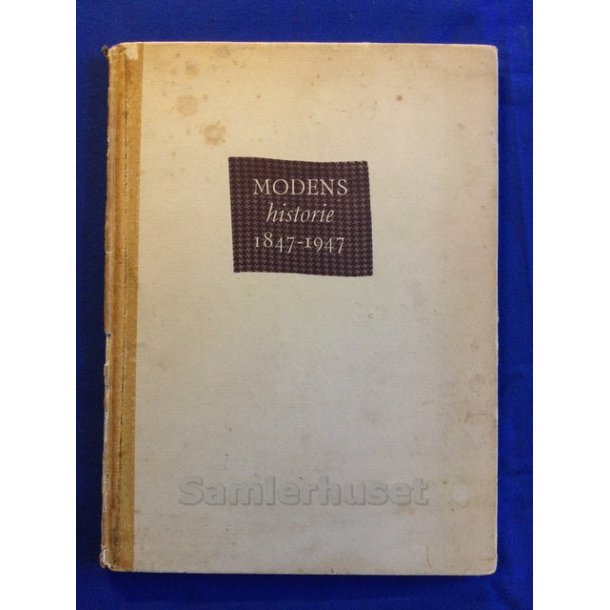 MODENS
historie
1847-1947
Samlerhuset